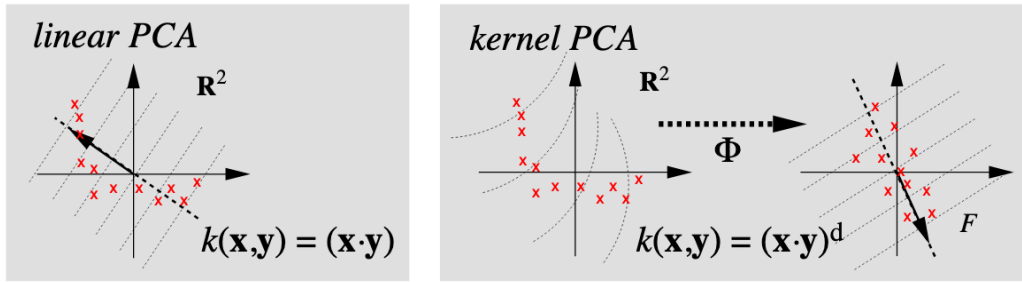 linear PCA
R²
k(x,y) = (x·y)
kernel PCA
R²
Φ
k(x,y) = (x·y)ᵈ
F